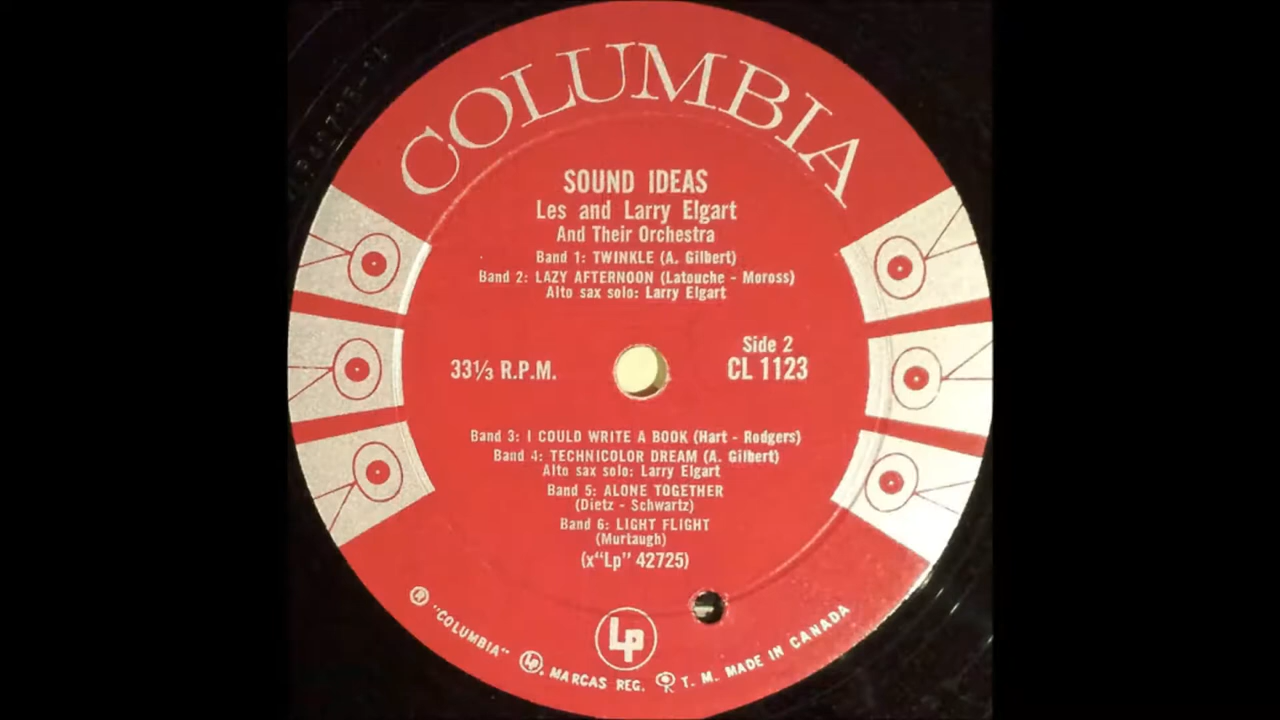 COLUMBIA
SOUND IDEAS
Les and Larry Elgart
And Their Orchestra
Band 1: TWINKLE (A. Gilbert)
Band 2: LAZY AFTERNOON (Latouche - Moross)
Alto sax solo: Larry Elgart
33⅓ R.P.M.
Side 2
CL 1123
Band 3: I COULD WRITE A BOOK (Hart - Rodgers)
Band 4: TECHNICOLOR DREAM (A. Gilbert)
Alto sax solo: Larry Elgart
Band 5: ALONE TOGETHER
(Dietz - Schwartz)
Band 6: LIGHT FLIGHT
(Murtaugh)
(x"Lp" 42725)
Lp
® "COLUMBIA" Lp, MARCAS REG. T. M. MADE IN CANADA